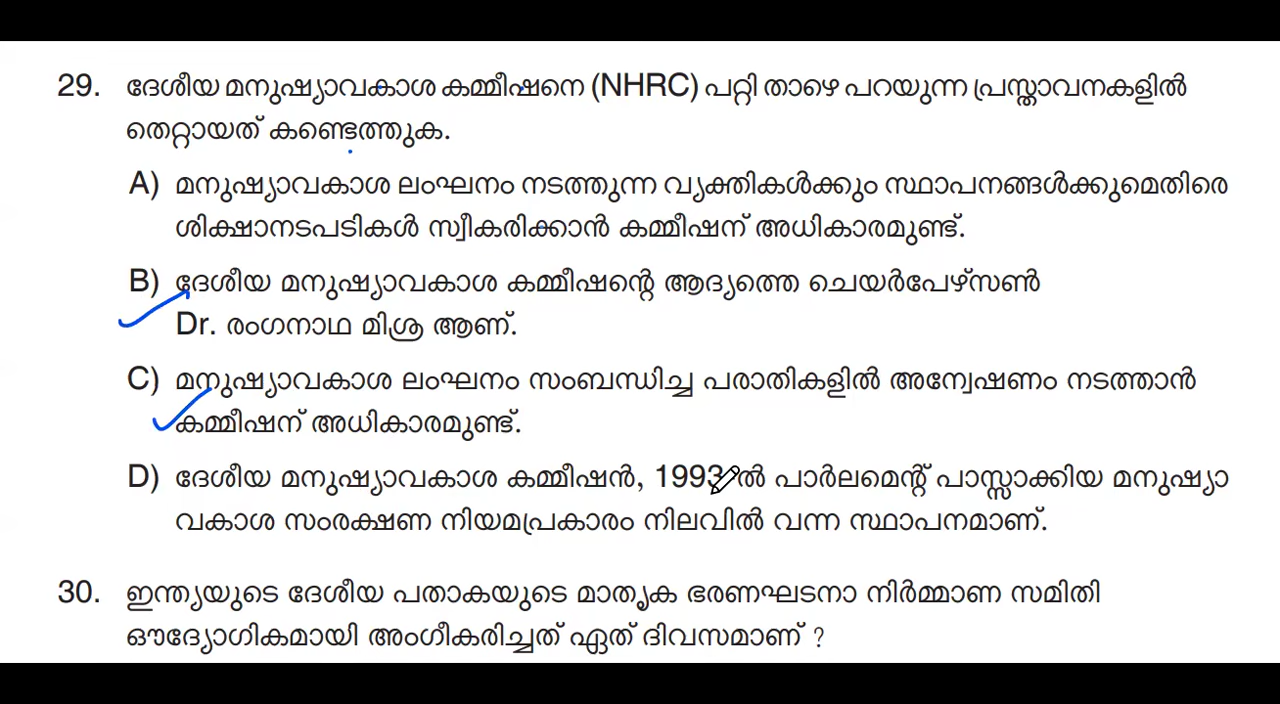 29. ദേശീയ മനുഷ്യാവകാശ കമ്മീഷനെ (NHRC) പറ്റി താഴെ പറയുന്ന പ്രസ്താവനകളിൽ
തെറ്റായത് കണ്ടെത്തുക.
A) മനുഷ്യാവകാശ ലംഘനം നടത്തുന്ന വ്യക്തികൾക്കും സ്ഥാപനങ്ങൾക്കുമെതിരെ
ശിക്ഷാനടപടികൾ സ്വീകരിക്കാൻ കമ്മീഷന് അധികാരമുണ്ട്.
B) ദേശീയ മനുഷ്യാവകാശ കമ്മീഷന്റെ ആദ്യത്തെ ചെയർപേഴ്സൺ
Dr. രംഗനാഥ മിശ്ര ആണ്.
C) മനുഷ്യാവകാശ ലംഘനം സംബന്ധിച്ച പരാതികളിൽ അന്വേഷണം നടത്താൻ
കമ്മീഷന് അധികാരമുണ്ട്.
D) ദേശീയ മനുഷ്യാവകാശ കമ്മീഷൻ, 1993 ൽ പാർലമെന്റ് പാസ്സാക്കിയ മനുഷ്യാ
വകാശ സംരക്ഷണ നിയമപ്രകാരം നിലവിൽ വന്ന സ്ഥാപനമാണ്.
30. ഇന്ത്യയുടെ ദേശീയ പതാകയുടെ മാതൃക ഭരണഘടനാ നിർമ്മാണ സമിതി
ഔദ്യോഗികമായി അംഗീകരിച്ചത് ഏത് ദിവസമാണ് ?